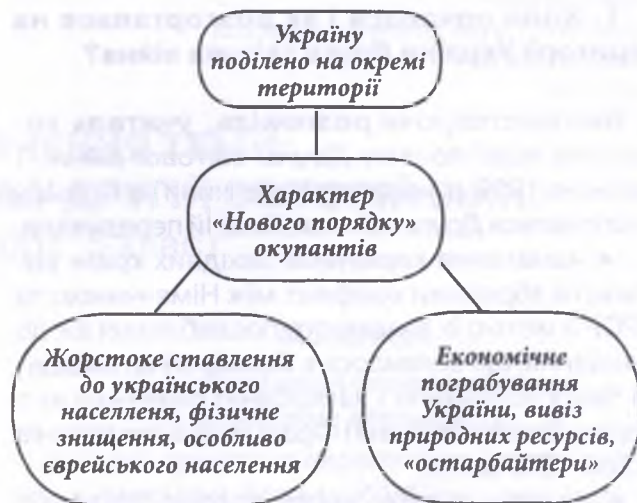 Україну
поділено на окремі
території
Характер
«Нового порядку»
окупантів
Жорстоке ставлення
до українського
населленя, фізичне
знищення, особливо
єврейського населення
Економічне
пограбування
України, вивіз
природних ресурсів,
«остарбайтери»